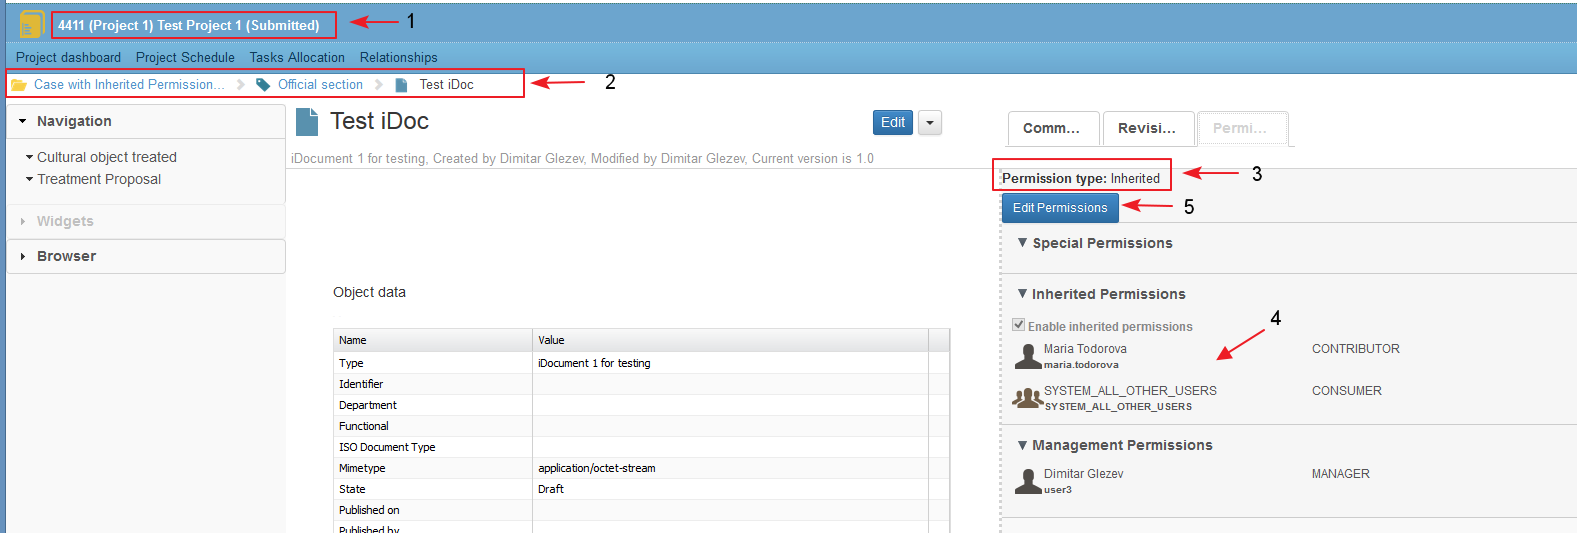 4411 (Project 1) Test Project 1 (Submitted)
1
Project dashboard Project Schedule Tasks Allocation Relationships
Case with Inherited Permission... Official section Test iDoc
2
Navigation
Cultural object treated
Treatment Proposal
Widgets
Browser
Test iDoc
Edit
iDocument 1 for testing, Created by Dimitar Glezev, Modified by Dimitar Glezev, Current version is 1.0
Object data
Name Value
Type iDocument 1 for testing
Identifier
Department
Functional
ISO Document Type
Mimetype application/octet-stream
State Draft
Published on
Published by
Comm... Revisi... Permi...
Permission type: Inherited
3
Edit Permissions
5
Special Permissions
Inherited Permissions
4
Enable inherited permissions
Maria Todorova CONTRIBUTOR
maria.todorova
SYSTEM_ALL_OTHER_USERS CONSUMER
SYSTEM_ALL_OTHER_USERS
Management Permissions
Dimitar Glezev MANAGER
user3